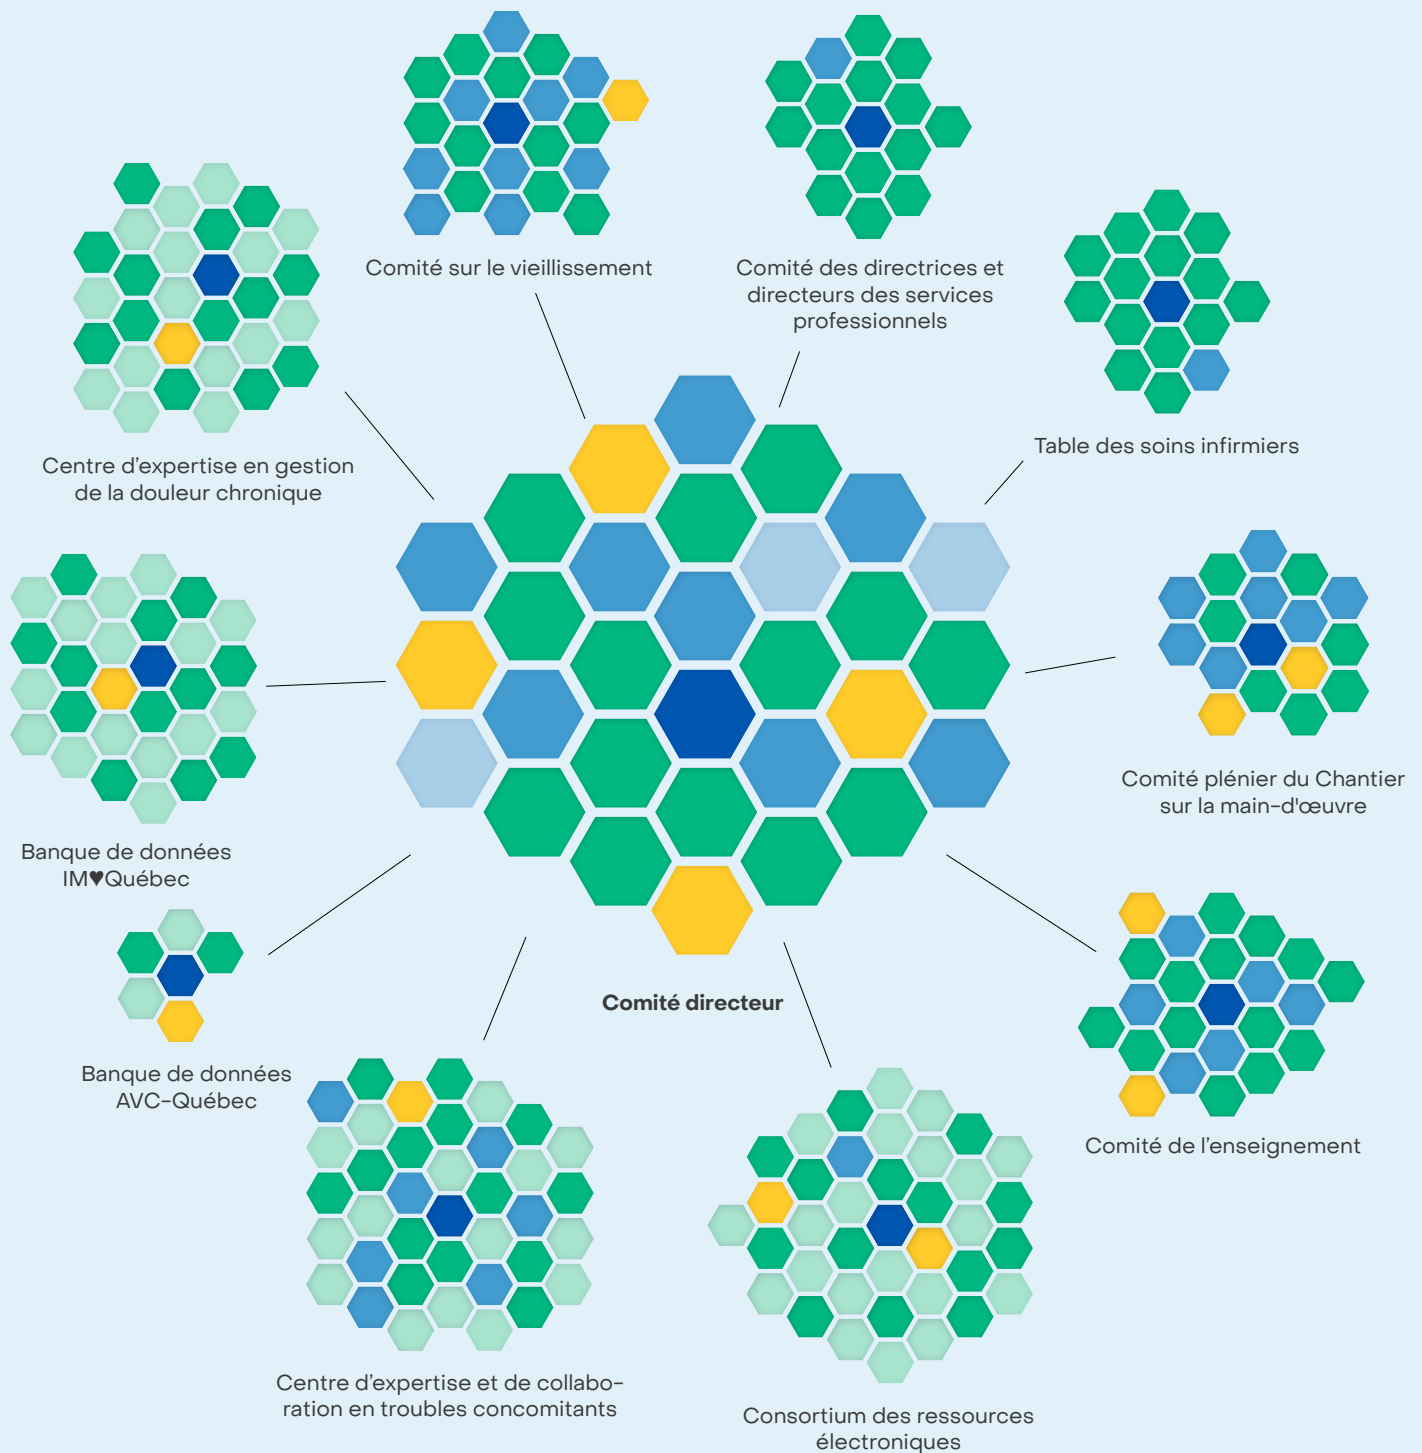 Comité sur le vieillissement
Comité des directrices et
directeurs des services
professionnels
Table des soins infirmiers
Centre d’expertise en gestion
de la douleur chronique
Comité plénier du Chantier
sur la main-d'œuvre
Banque de données
IM♥Québec
Comité directeur
Banque de données
AVC-Québec
Comité de l’enseignement
Centre d’expertise et de collabo-
ration en troubles concomitants
Consortium des ressources
électroniques